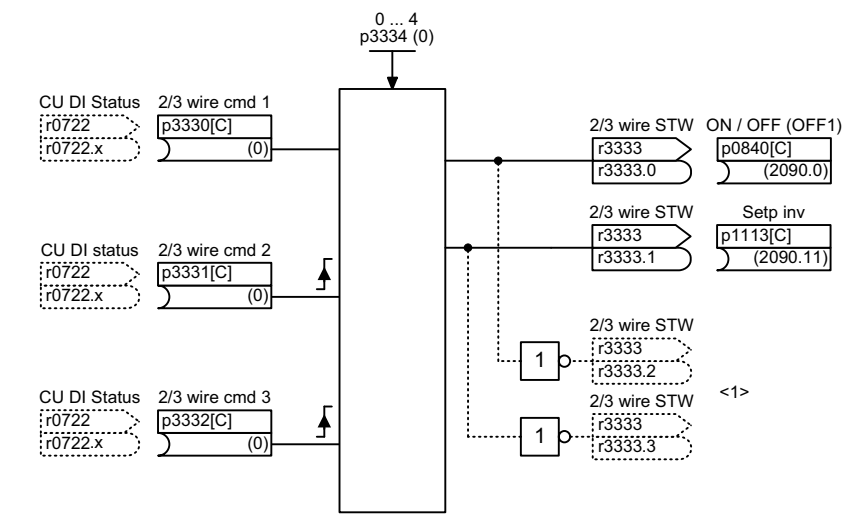 0 ... 4
p3334 (0)
CU DI Status
r0722
r0722.x
2/3 wire cmd 1
p3330[C]
(0)
CU DI status
r0722
r0722.x
2/3 wire cmd 2
p3331[C]
(0)
CU DI Status
r0722
r0722.x
2/3 wire cmd 3
p3332[C]
(0)
2/3 wire STW
r3333
r3333.0
ON / OFF (OFF1)
p0840[C]
(2090.0)
2/3 wire STW
r3333
r3333.1
Setp inv
p1113[C]
(2090.11)
1
2/3 wire STW
r3333
r3333.2
<1>
1
2/3 wire STW
r3333
r3333.3